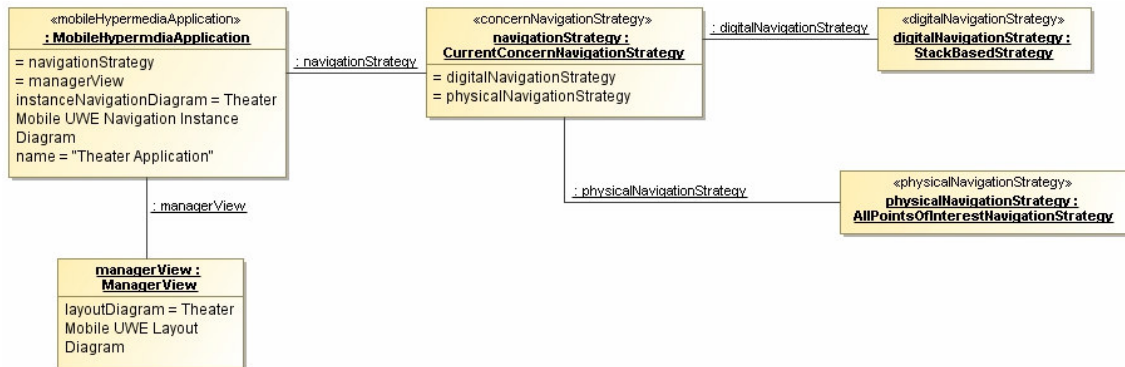 «mobileHypermediaApplication»
: MobileHypermdiaApplication
= navigationStrategy
= managerView
instanceNavigationDiagram = Theater
Mobile UWE Navigation Instance
Diagram
name = "Theater Application"
: navigationStrategy
«concernNavigationStrategy»
navigationStrategy :
CurrentConcernNavigationStrategy
= digitalNavigationStrategy
= physicalNavigationStrategy
: digitalNavigationStrategy
«digitalNavigationStrategy»
digitalNavigationStrategy :
StackBasedStrategy
: physicalNavigationStrategy
«physicalNavigationStrategy»
physicalNavigationStrategy :
AllPointsOfInterestNavigationStrategy
: managerView
managerView :
ManagerView
layoutDiagram = Theater
Mobile UWE Layout
Diagram